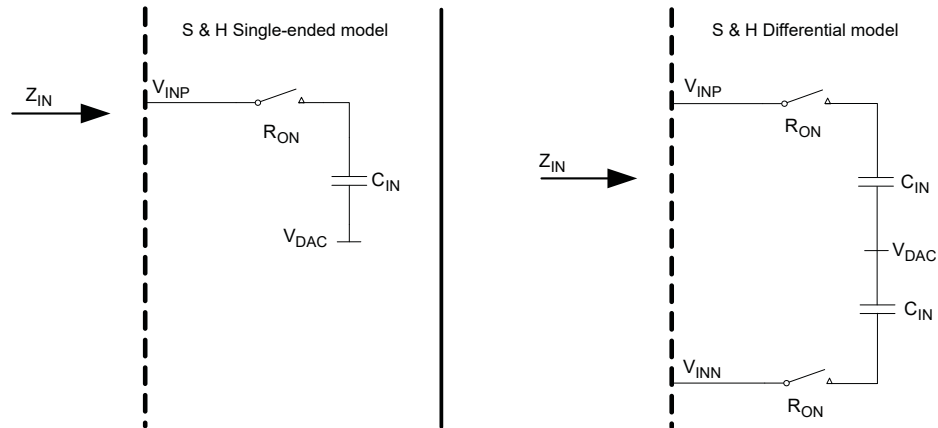 S & H Single-ended model
V_INP
Z_IN
R_ON
C_IN
V_DAC
S & H Differential model
V_INP
R_ON
Z_IN
C_IN
V_DAC
C_IN
V_INN
R_ON